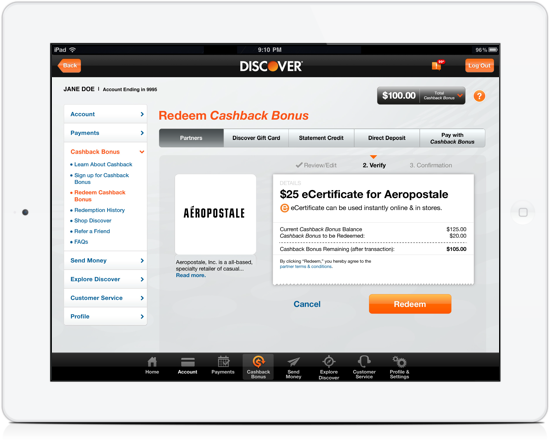 iPad
9:10 PM
96 %
Back
DISCOVER
Log Out
JANE DOE | Account Ending in 9995
$100.00
Total
Cashback Bonus
?
Redeem Cashback Bonus
Account
Payments
Cashback Bonus
Learn About Cashback
Sign up for Cashback
Bonus
Redeem Cashback
Bonus
Redemption History
Shop Discover
Refer a Friend
FAQs
Send Money
Explore Discover
Customer Service
Profile
Partners
Discover Gift Card
Statement Credit
Direct Deposit
Pay with
Cashback Bonus
Review/Edit
2. Verify
3. Confirmation
AÉROPOSTALE
Aeropostale, Inc. is a all-based,
specialty retailer of casual...
Read more.
DETAILS
$25 eCertificate for Aeropostale
eCertificate can be used instantly online & in stores.
Current Cashback Bonus Balance $125.00
Cashback Bonus to be Redeemed: $20.00
Cashback Bonus Remaining (after transaction): $105.00
By clicking "Redeem," you hereby agree to the
partner terms & conditions.
Cancel
Redeem
Home
Account
Payments
Cashback
Bonus
Send
Money
Explore
Discover
Customer
Service
Profile &
Settings